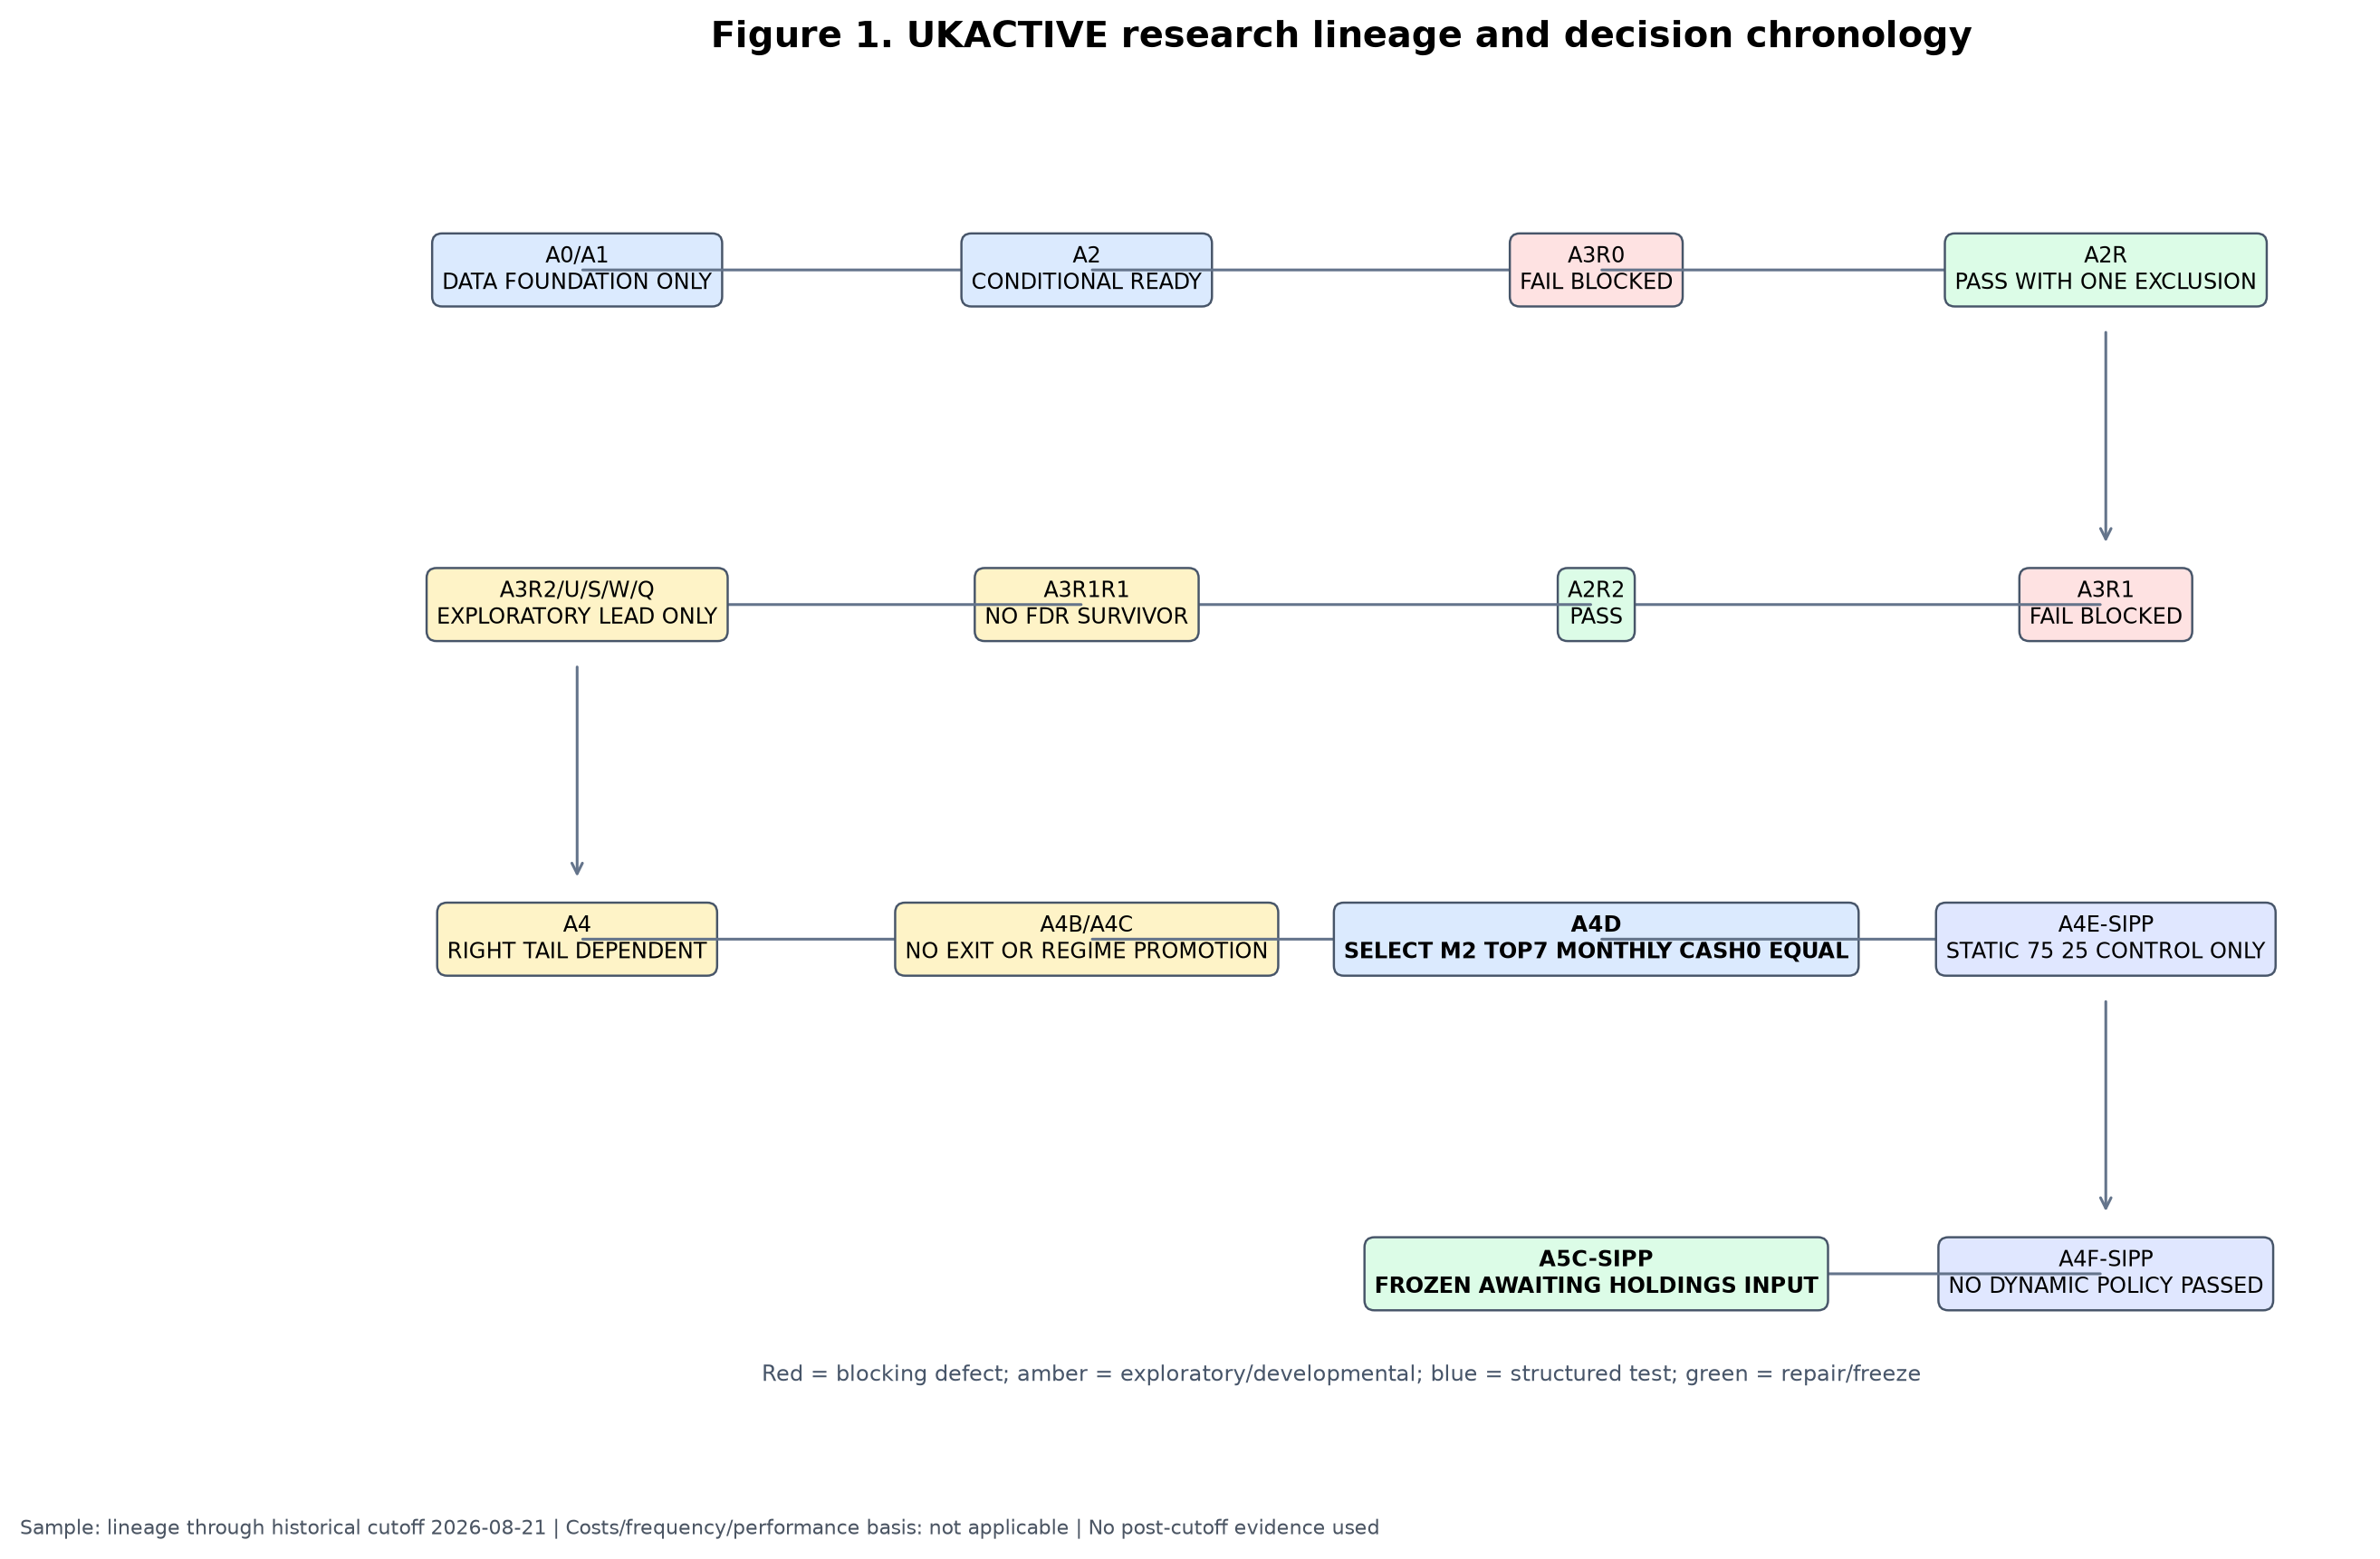 Figure 1. UKACTIVE research lineage and decision chronology
A0/A1
DATA FOUNDATION ONLY
A2
CONDITIONAL READY
A3R0
FAIL BLOCKED
A2R
PASS WITH ONE EXCLUSION
A3R2/U/S/W/Q
EXPLORATORY LEAD ONLY
A3R1R1
NO FDR SURVIVOR
A2R2
PASS
A3R1
FAIL BLOCKED
A4
RIGHT TAIL DEPENDENT
A4B/A4C
NO EXIT OR REGIME PROMOTION
A4D
SELECT M2 TOP7 MONTHLY CASH0 EQUAL
A4E-SIPP
STATIC 75 25 CONTROL ONLY
A5C-SIPP
FROZEN AWAITING HOLDINGS INPUT
A4F-SIPP
NO DYNAMIC POLICY PASSED
Red = blocking defect; amber = exploratory/developmental; blue = structured test; green = repair/freeze
Sample: lineage through historical cutoff 2026-08-21 | Costs/frequency/performance basis: not applicable | No post-cutoff evidence used